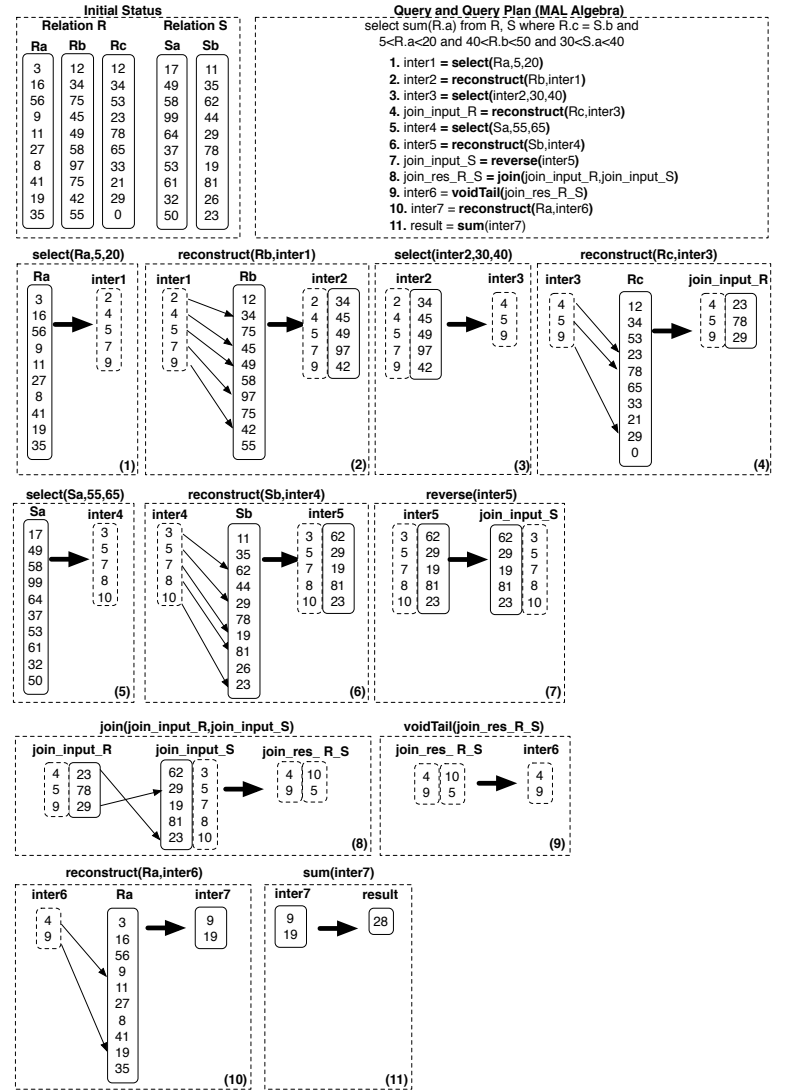 Initial Status
Relation R Relation S
Ra Rb Rc Sa Sb
3 12 12 17 11
16 34 34 49 35
56 75 53 58 62
9 45 23 99 44
11 49 78 64 29
27 58 65 37 78
8 97 33 53 19
41 75 21 61 81
19 42 29 32 26
35 55 0 50 23
Query and Query Plan (MAL Algebra)
select sum(R.a) from R, S where R.c = S.b and
5<R.a<20 and 40<R.b<50 and 30<S.a<40
1. inter1 = select(Ra,5,20)
2. inter2 = reconstruct(Rb,inter1)
3. inter3 = select(inter2,30,40)
4. join_input_R = reconstruct(Rc,inter3)
5. inter4 = select(Sa,55,65)
6. inter5 = reconstruct(Sb,inter4)
7. join_input_S = reverse(inter5)
8. join_res_R_S = join(join_input_R,join_input_S)
9. inter6 = voidTail(join_res_R_S)
10. inter7 = reconstruct(Ra,inter6)
11. result = sum(inter7)
select(Ra,5,20)
Ra inter1
3 2
16 4
56 5
9 7
11 9
27
8
41
19
35
(1)
reconstruct(Rb,inter1)
inter1 Rb inter2
2 12 2 34
4 34 4 45
5 75 5 49
7 45 7 97
9 49 9 42
58
97
75
42
55
(2)
select(inter2,30,40)
inter2 inter3
2 34 4
4 45 5
5 49 9
7 97
9 42
(3)
reconstruct(Rc,inter3)
inter3 Rc join_input_R
4 12 4 23
5 34 5 78
9 53 9 29
23
78
65
33
21
29
0
(4)
select(Sa,55,65)
Sa inter4
17 3
49 5
58 7
99 8
64 10
37
53
61
32
50
(5)
reconstruct(Sb,inter4)
inter4 Sb inter5
3 11 3 62
5 35 5 29
7 62 7 19
8 44 8 81
10 29 10 23
78
19
81
26
23
(6)
reverse(inter5)
inter5 join_input_S
3 62 62 3
5 29 29 5
7 19 19 7
8 81 81 8
10 23 23 10
(7)
join(join_input_R,join_input_S)
join_input_R join_input_S join_res_ R_S
4 23 62 3 4 10
5 78 29 5 9 5
9 29 19 7
81 8
23 10
(8)
voidTail(join_res_R_S)
join_res_ R_S inter6
4 10 4
9 5 9
(9)
reconstruct(Ra,inter6)
inter6 Ra inter7
4 3 9
9 16 19
56
9
11
27
8
41
19
35
(10)
sum(inter7)
inter7 result
9 28
19
(11)